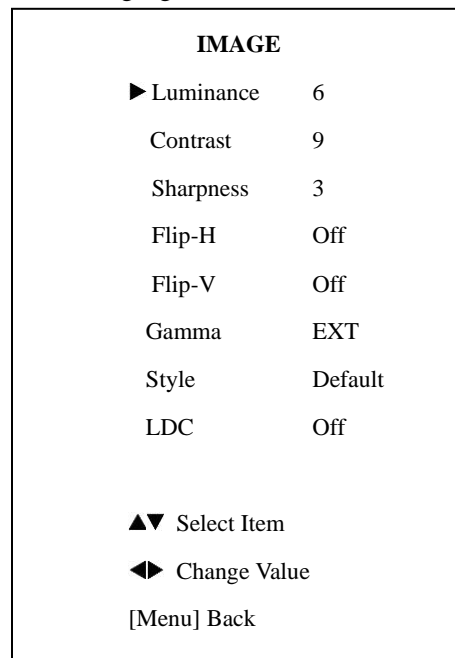 IMAGE
▶ Luminance 6
Contrast 9
Sharpness 3
Flip-H Off
Flip-V Off
Gamma EXT
Style Default
LDC Off
▲▼ Select Item
◀▶ Change Value
[Menu] Back